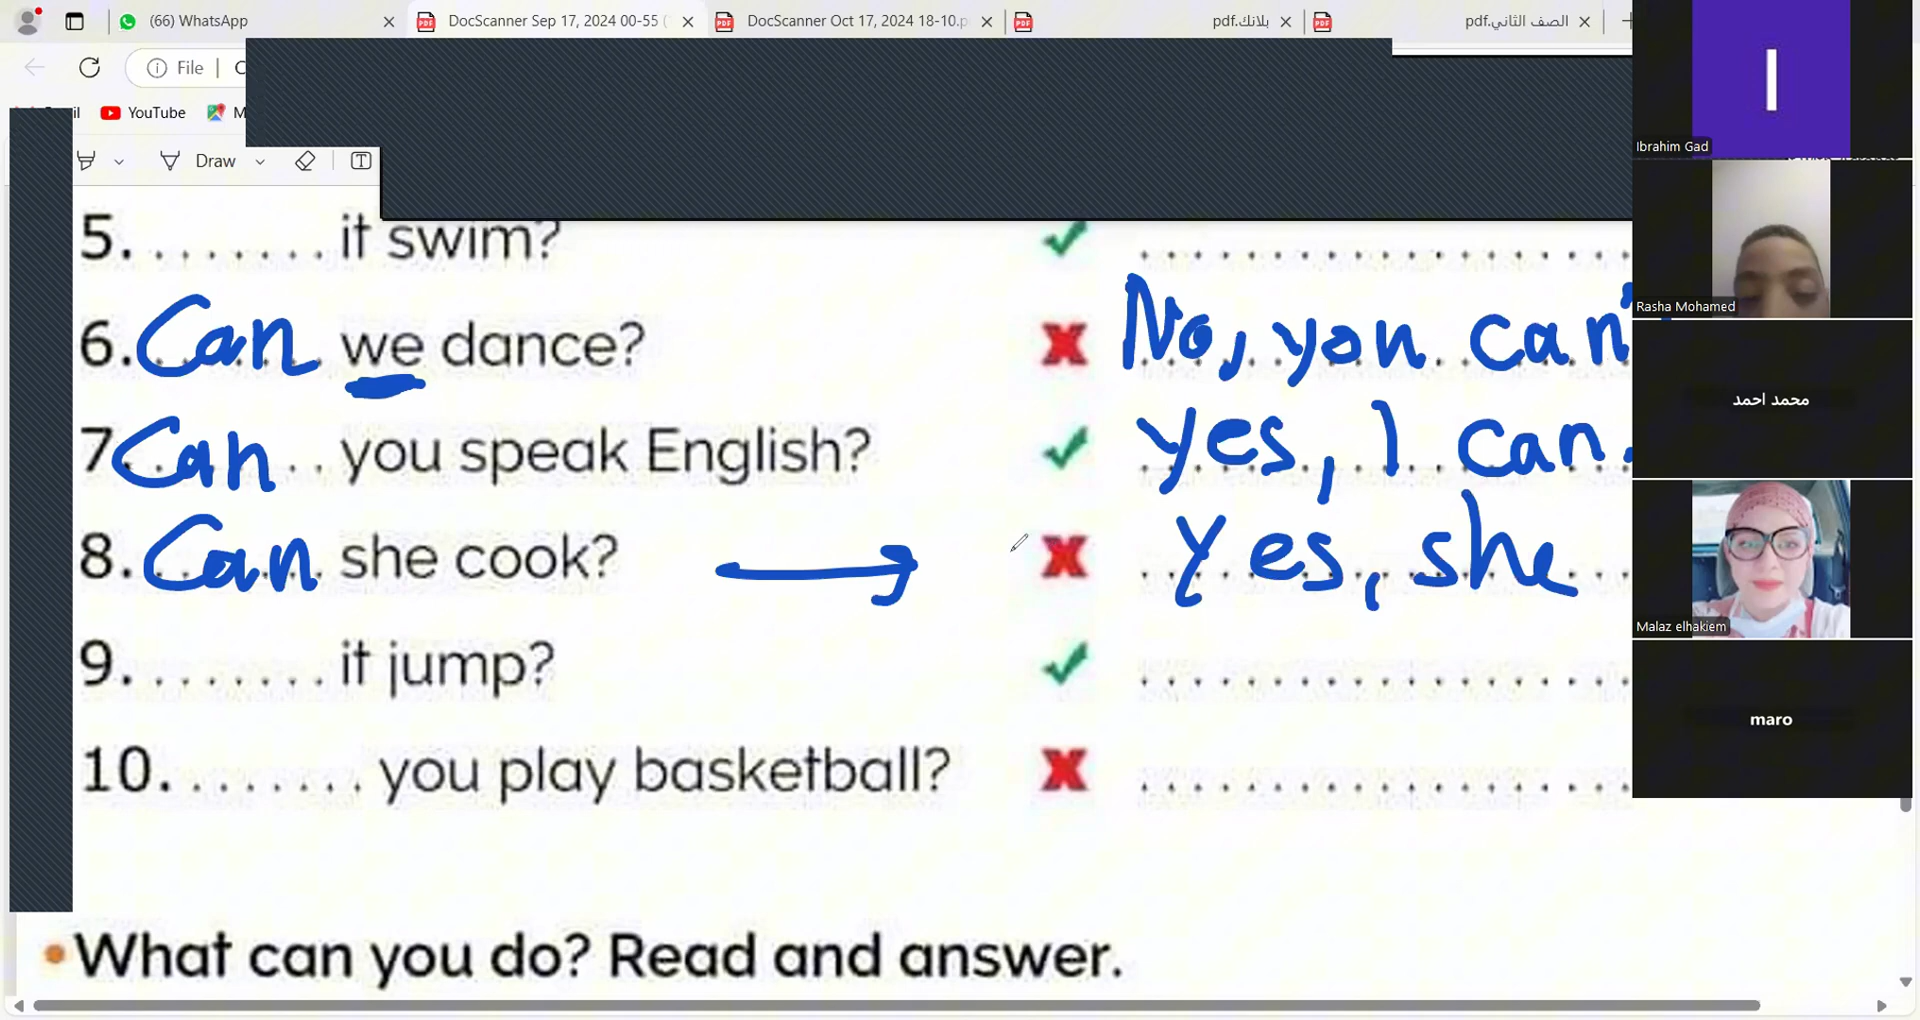 (66) WhatsApp
DocScanner Sep 17, 2024 00-55 (
DocScanner Oct 17, 2024 18-10.p
بلانك.pdf
الصف الثاني.pdf
File
YouTube
Draw
5. ........ it swim? ✓ ..................
6. Can we dance? ✗ No, you can'
7. Can you speak English? ✓ yes, I can.
8. Can she cook? → ✗ Yes, she
9. ........ it jump? ✓ ..................
10. ........ you play basketball? ✗ ..................
• What can you do? Read and answer.
I
Ibrahim Gad
Rasha Mohamed
محمد احمد
Malaz elhakiem
maro